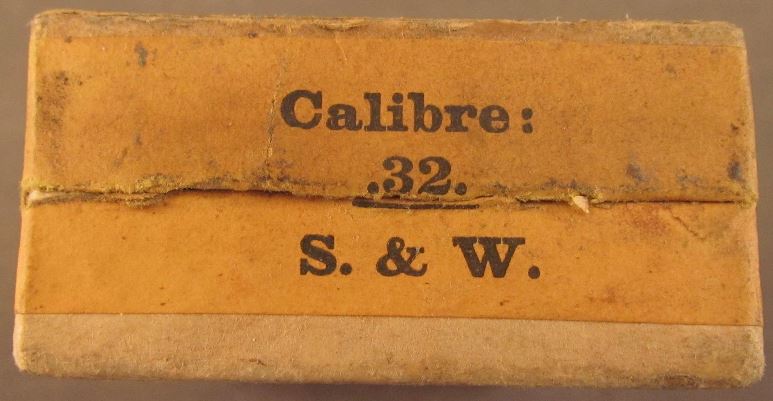 Calibre:
.32.
S. & W.